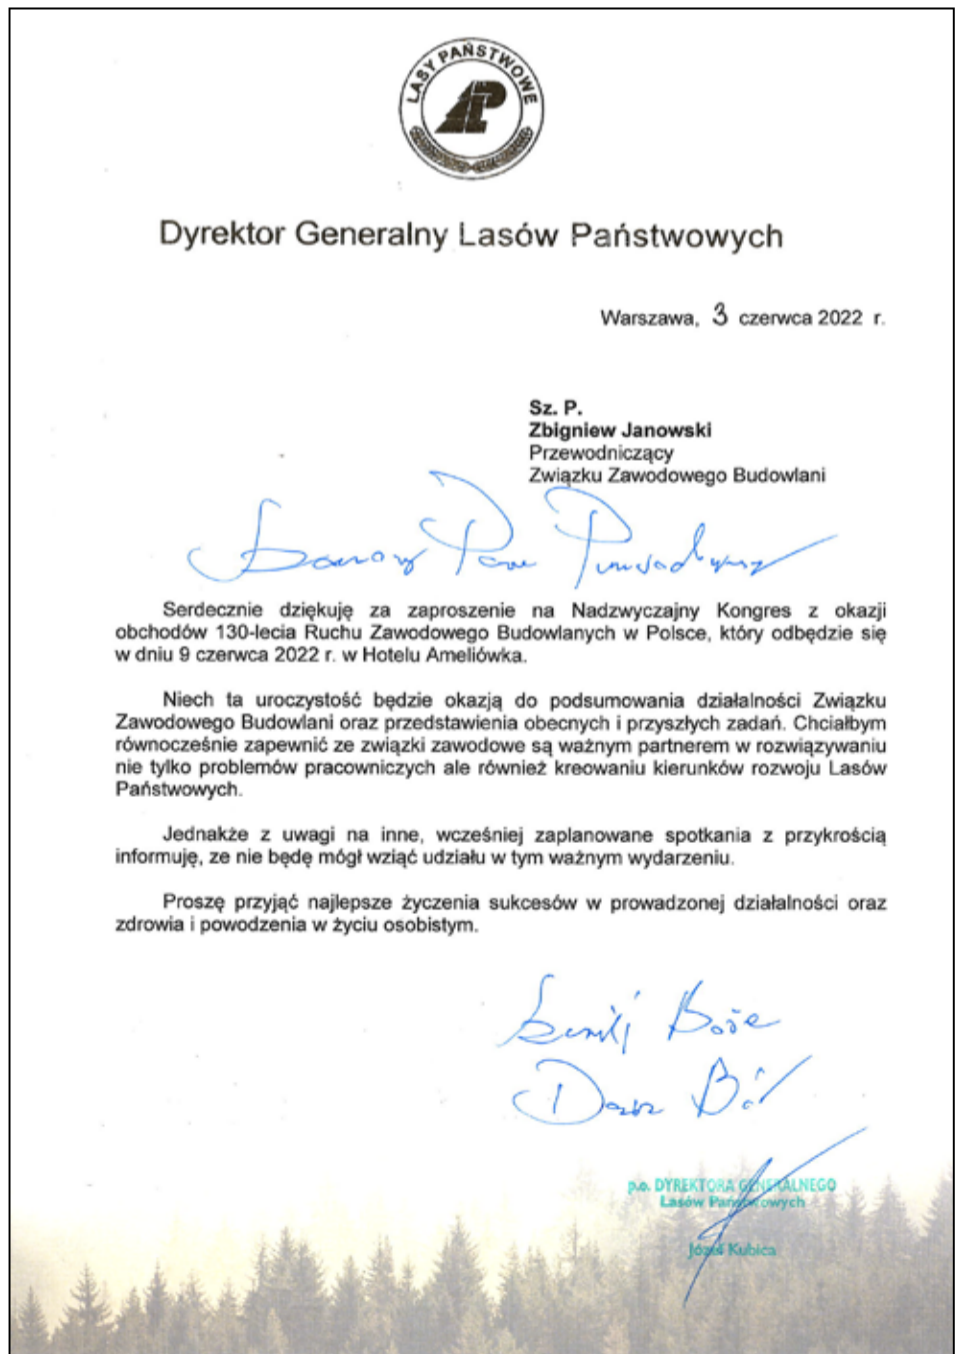 LASY PAŃSTWOWE
Dyrektor Generalny Lasów Państwowych
Warszawa, 3 czerwca 2022 r.
Sz. P.
Zbigniew Janowski
Przewodniczący
Związku Zawodowego Budowlani
Szanowny Panie Przewodniczący
Serdecznie dziękuję za zaproszenie na Nadzwyczajny Kongres z okazji
obchodów 130-lecia Ruchu Zawodowego Budowlanych w Polsce, który odbędzie się
w dniu 9 czerwca 2022 r. w Hotelu Ameliówka.
Niech ta uroczystość będzie okazją do podsumowania działalności Związku
Zawodowego Budowlani oraz przedstawienia obecnych i przyszłych zadań. Chciałbym
równocześnie zapewnić ze związki zawodowe są ważnym partnerem w rozwiązywaniu
nie tylko problemów pracowniczych ale również kreowaniu kierunków rozwoju Lasów
Państwowych.
Jednakże z uwagi na inne, wcześniej zaplanowane spotkania z przykrością
informuję, ze nie będę mógł wziąć udziału w tym ważnym wydarzeniu.
Proszę przyjąć najlepsze życzenia sukcesów w prowadzonej działalności oraz
zdrowia i powodzenia w życiu osobistym.
Darz Bór
p.o. DYREKTORA GENERALNEGO
Lasów Państwowych
Józef Kubica